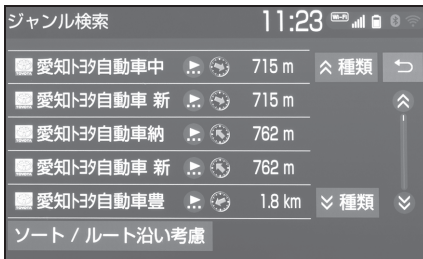 ジャンル検索 11:23 Wi-Fi
愛知トヨタ自動車中 715 m 種類
愛知トヨタ自動車 新 715 m
愛知トヨタ自動車納 762 m
愛知トヨタ自動車 新 762 m
愛知トヨタ自動車豊 1.8 km 種類
ソート / ルート沿い考慮